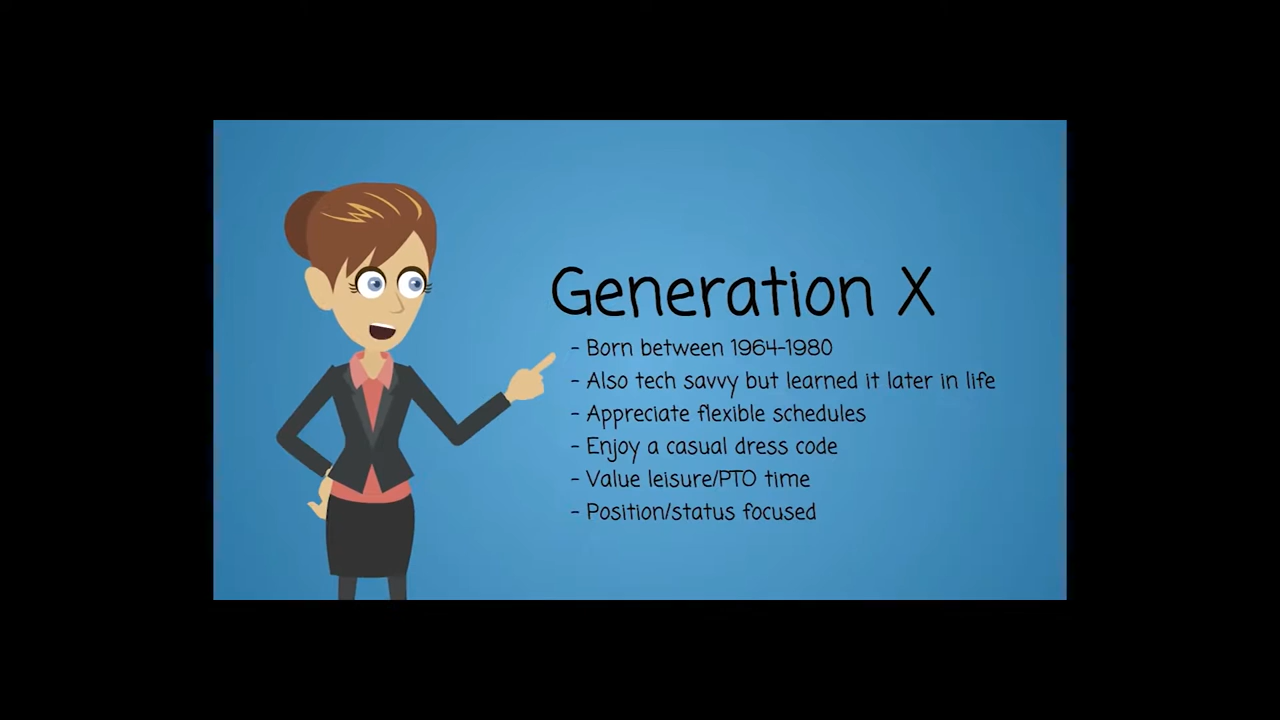 Generation X
- Born between 1964-1980
- Also tech savvy but learned it later in life
- Appreciate flexible schedules
- Enjoy a casual dress code
- Value leisure/PTO time
- Position/status focused